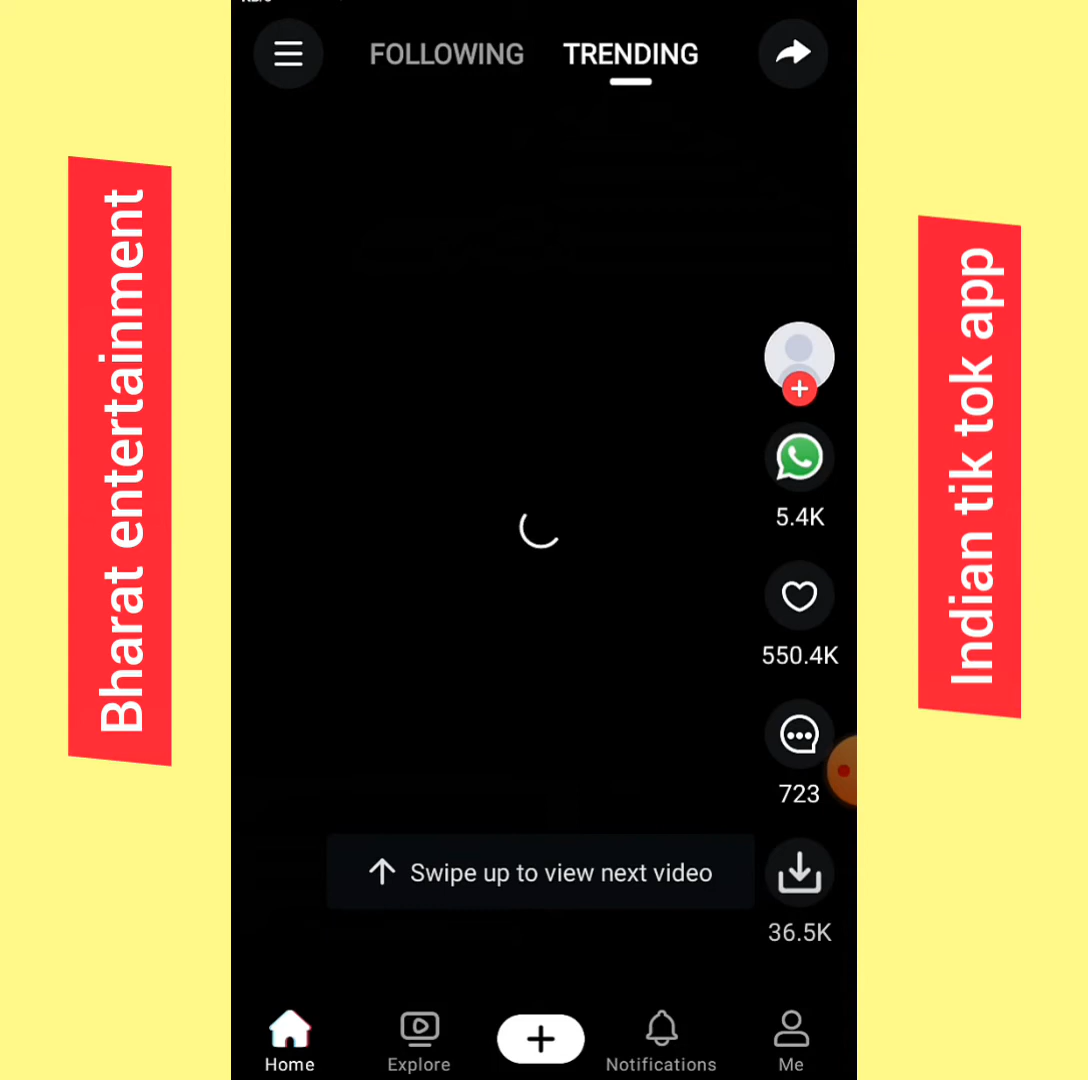 FOLLOWING TRENDING
Bharat entertainment
Indian tik tok app
5.4K
550.4K
723
Swipe up to view next video
36.5K
Home Explore Notifications Me